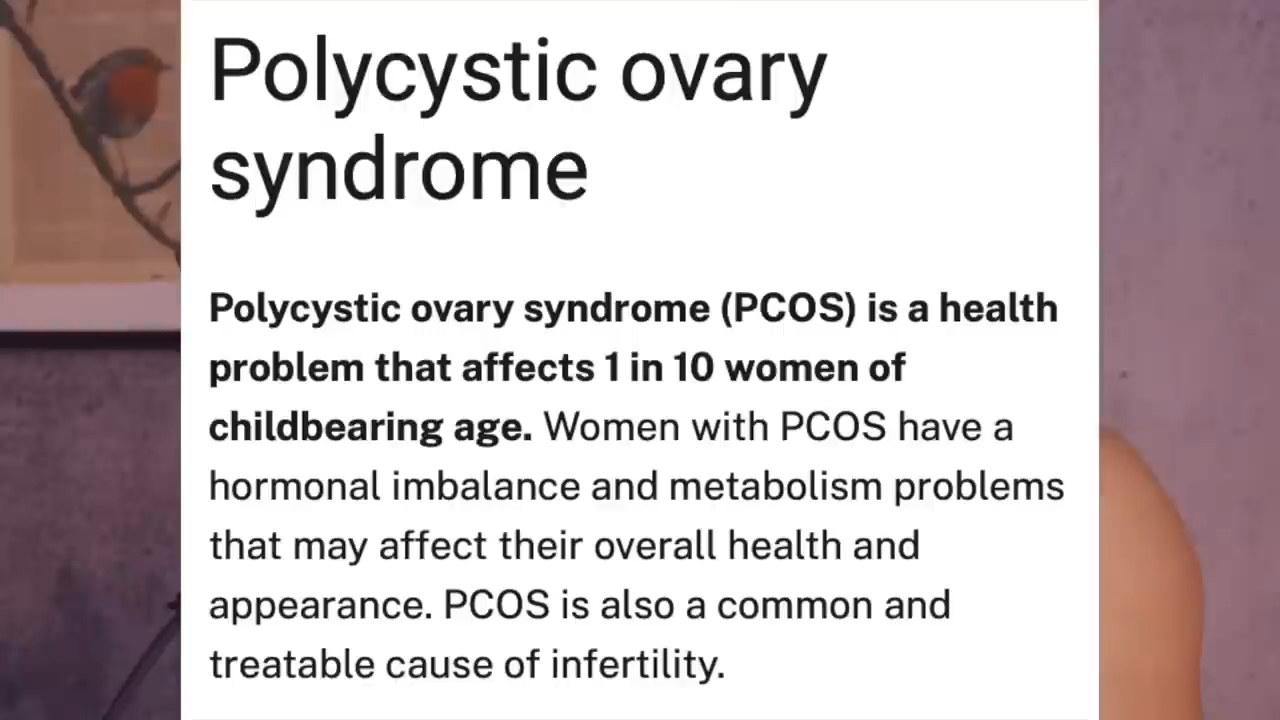 Polycystic ovary
syndrome
Polycystic ovary syndrome (PCOS) is a health
problem that affects 1 in 10 women of
childbearing age. Women with PCOS have a
hormonal imbalance and metabolism problems
that may affect their overall health and
appearance. PCOS is also a common and
treatable cause of infertility.